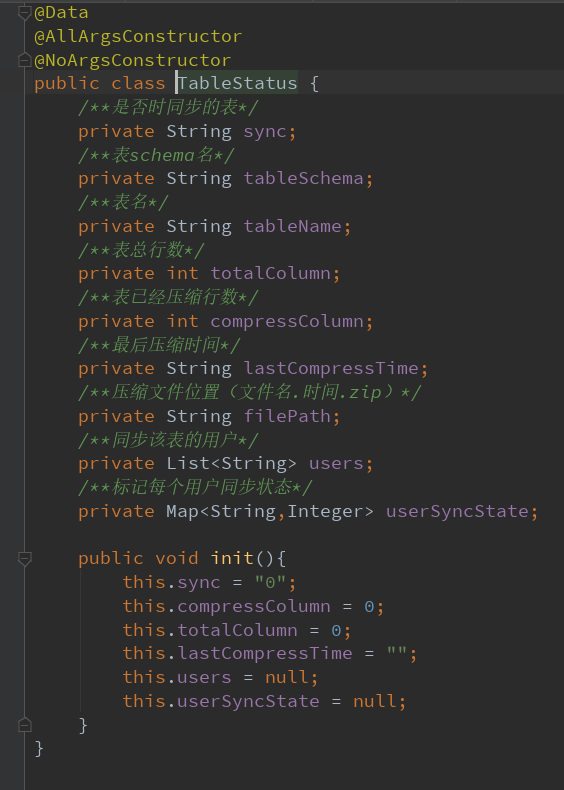 @Data
@AllArgsConstructor
@NoArgsConstructor
public class TableStatus {
    /**是否时同步的表*/
    private String sync;
    /**表schema名*/
    private String tableSchema;
    /**表名*/
    private String tableName;
    /**表总行数*/
    private int totalColumn;
    /**表已经压缩行数*/
    private int compressColumn;
    /**最后压缩时间*/
    private String lastCompressTime;
    /**压缩文件位置（文件名.时间.zip）*/
    private String filePath;
    /**同步该表的用户*/
    private List<String> users;
    /**标记每个用户同步状态*/
    private Map<String,Integer> userSyncState;

    public void init(){
        this.sync = "0";
        this.compressColumn = 0;
        this.totalColumn = 0;
        this.lastCompressTime = "";
        this.users = null;
        this.userSyncState = null;
    }
}